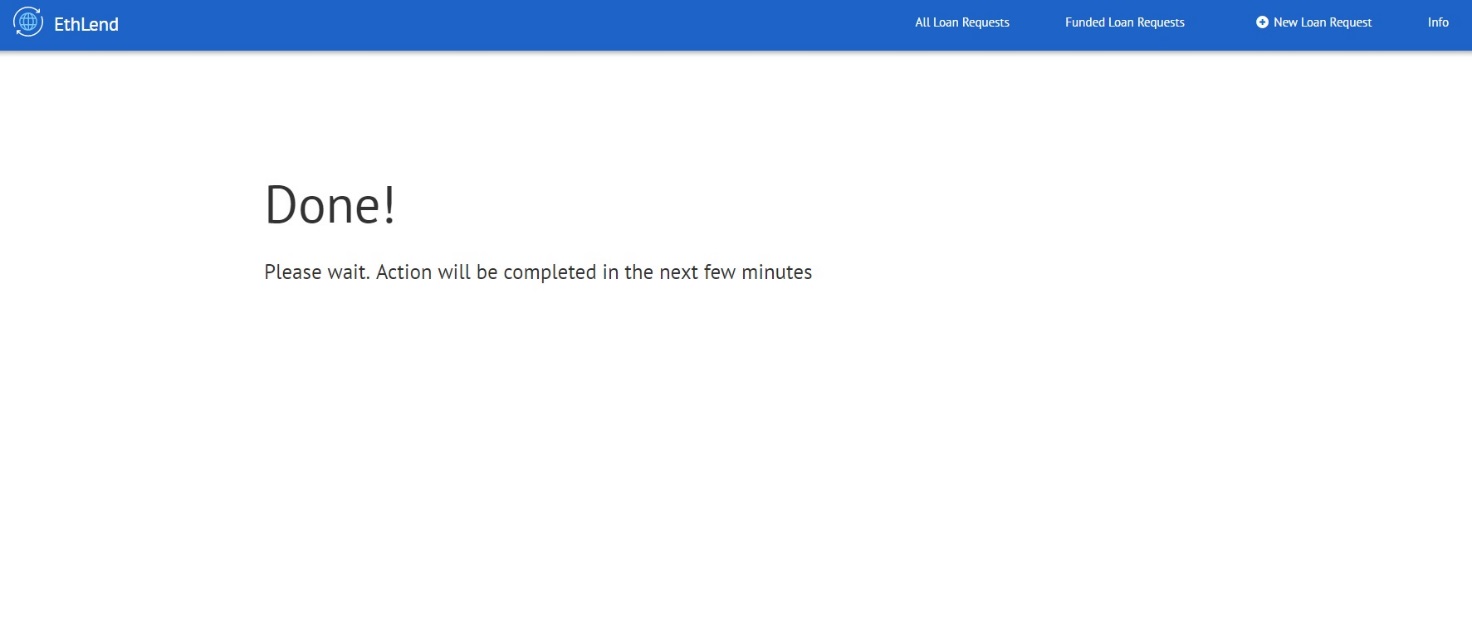 EthLend
All Loan Requests
Funded Loan Requests
New Loan Request
Info
Done!
Please wait. Action will be completed in the next few minutes